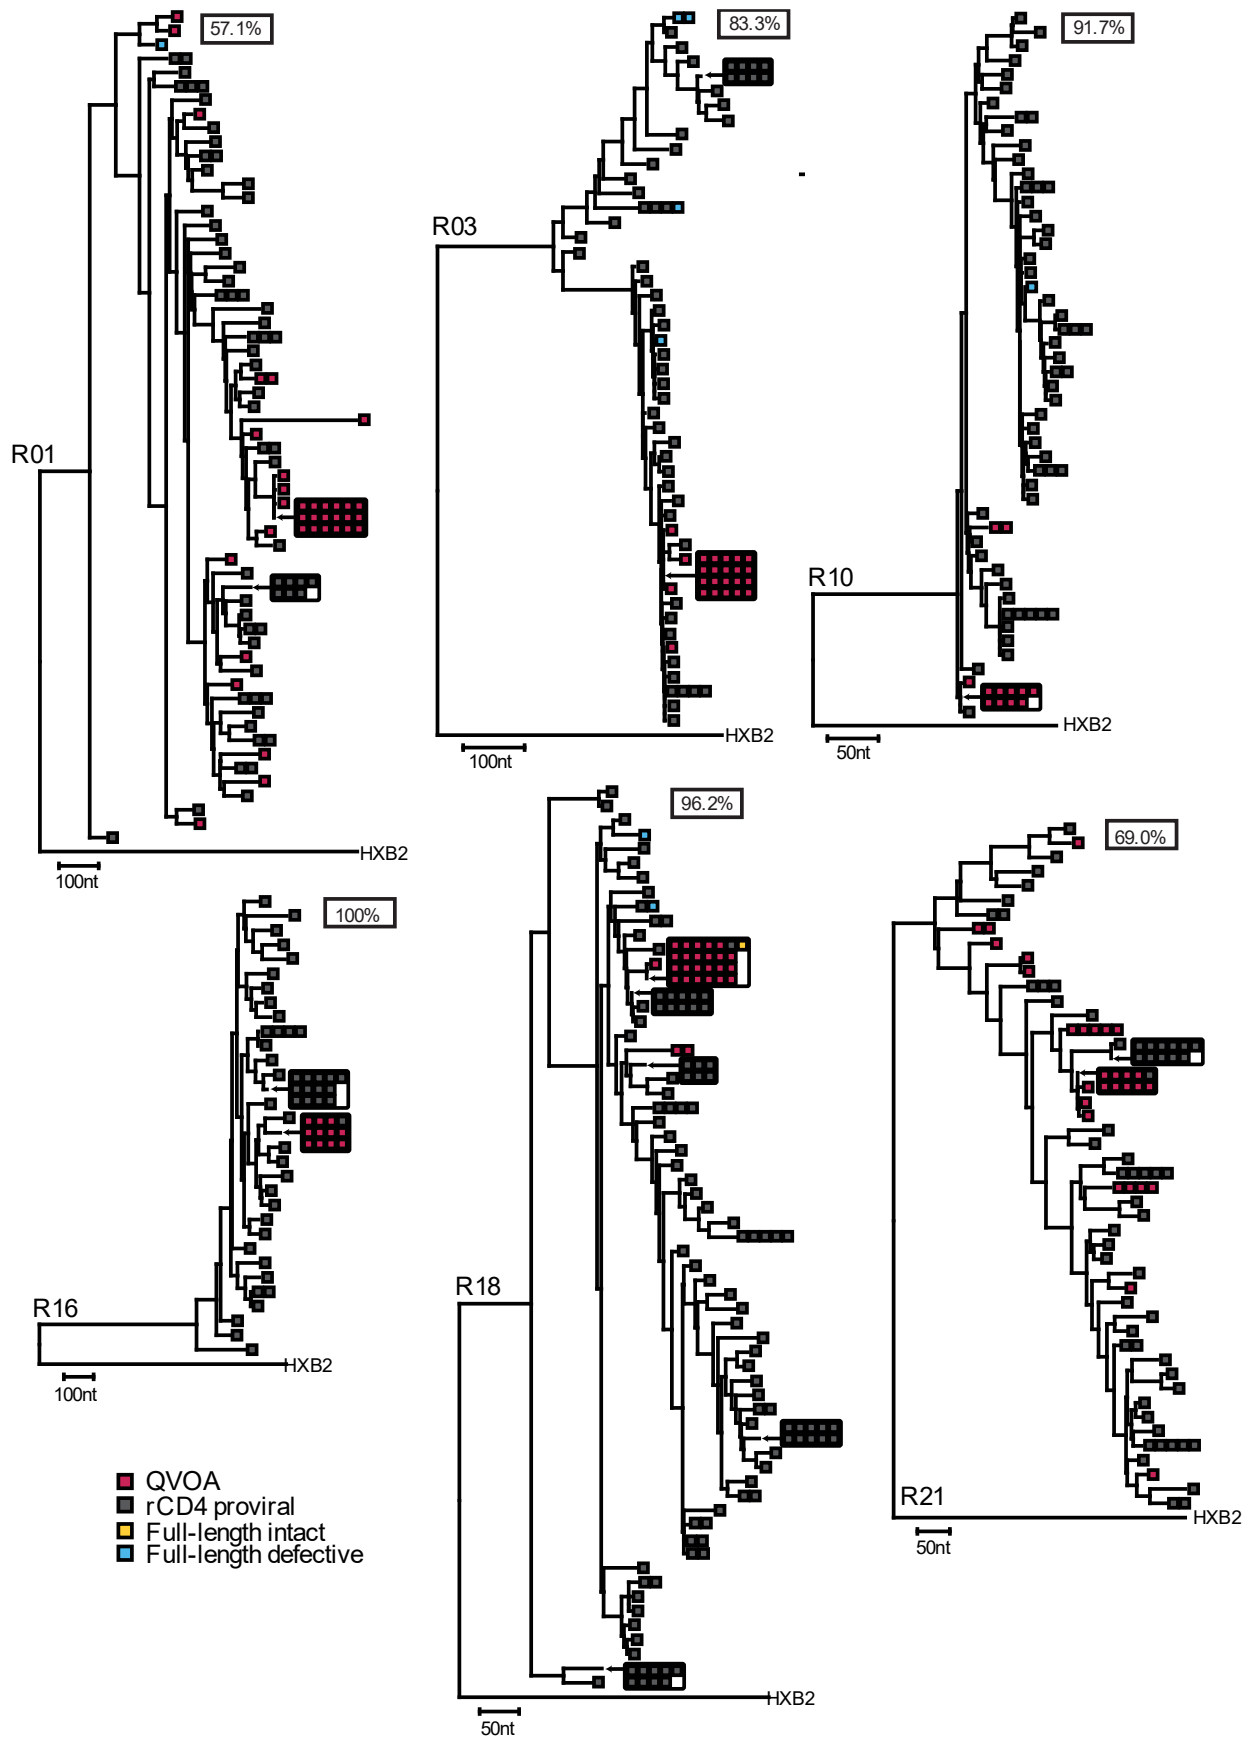 57.1%
83.3%
91.7%
R03
R01
R10
HXB2
HXB2
50nt
100nt
96.2%
69.0%
HXB2
100nt
100%
R18
R16
HXB2
100nt
QVOA
rCD4 proviral
Full-length intact
Full-length defective
R21
HXB2
50nt
HXB2
50nt